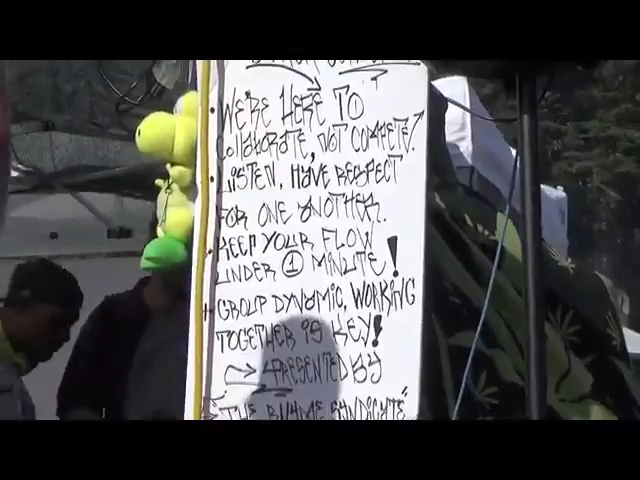 WE'RE HERE TO
COLLABORATE, NOT COMPETE!
LISTEN, HAVE RESPECT
FOR ONE ANOTHER.
KEEP YOUR FLOW
UNDER 1 MINUTE!
GROUP DYNAMIC, WORKING
TOGETHER IS KEY!
PRESENTED BY
"THE RHYME SYNDICATE"